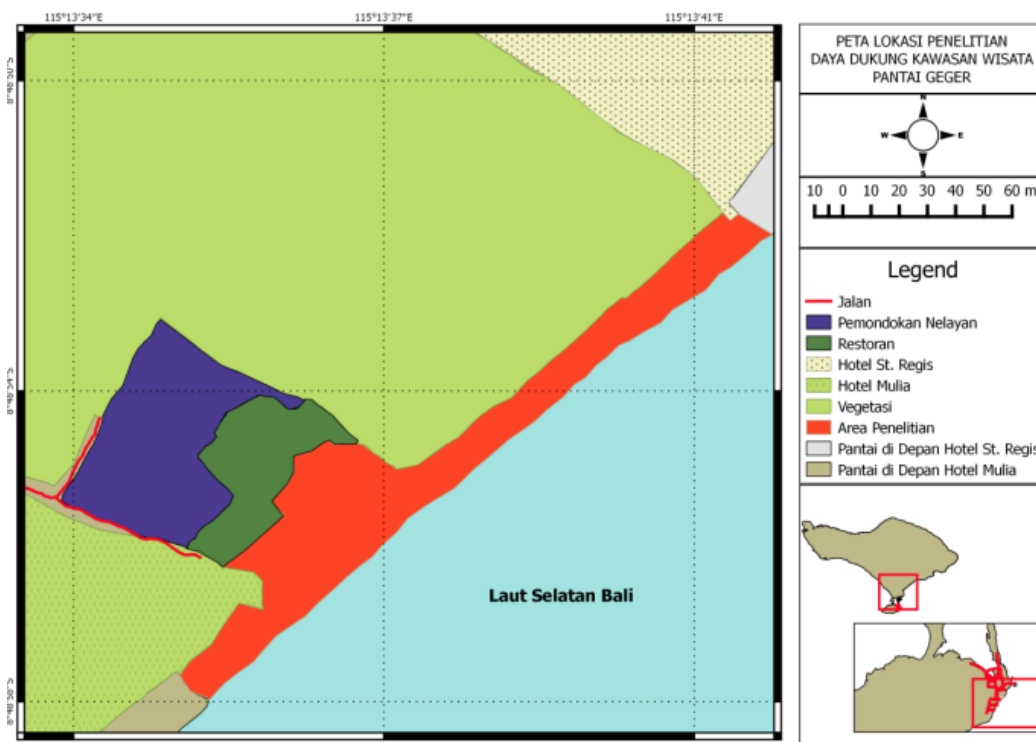 115°13'34"E 115°13'37"E 115°13'41"E
PETA LOKASI PENELITIAN
DAYA DUKUNG KAWASAN WISATA
PANTAI GEGER
N
W E
S
10 0 10 20 30 40 50 60 m
Legend
Jalan
Pemondokan Nelayan
Restoran
Hotel St. Regis
Hotel Mulia
Vegetasi
Area Penelitian
Pantai di Depan Hotel St. Regis
Pantai di Depan Hotel Mulia
Laut Selatan Bali